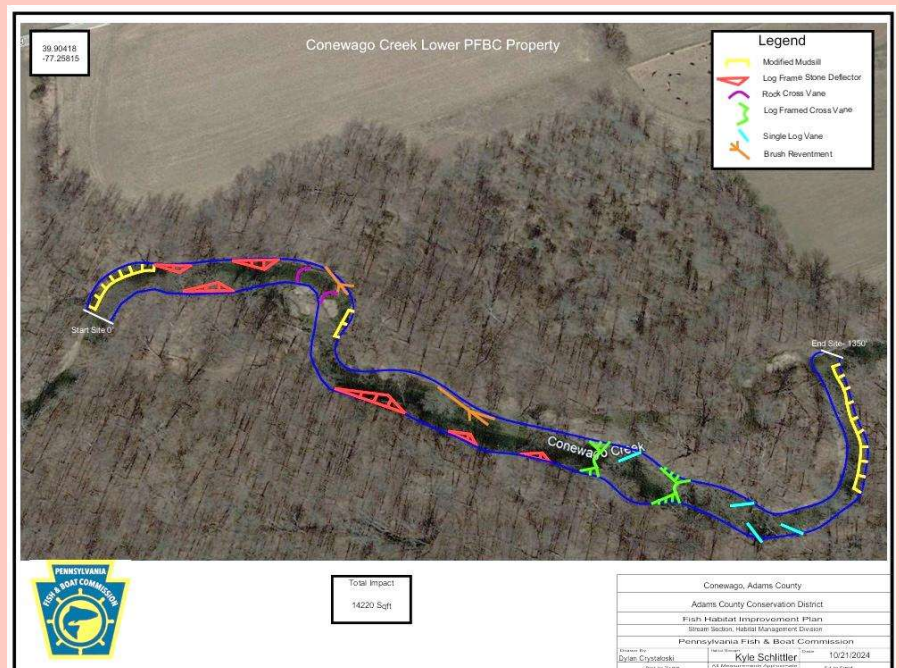 39.90418
-77.25815
Conewago Creek Lower PFBC Property
Legend
Modified Mudsill
Log Frame Stone Deflector
Rock Cross Vane
Log Framed Cross Vane
Single Log Vane
Brush Reventment
Start Site 0'
End Site- 1350'
Conewago Creek
PENNSYLVANIA
FISH & BOAT COMMISSION
Total Impact
14220 Sqft
Conewago, Adams County
Adams County Conservation District
Fish Habitat Improvement Plan
Stream Section, Habitat Management Division
Pennsylvania Fish & Boat Commission
Dylan Crystaloski
Kyle Schlittler
Date
10/21/2024